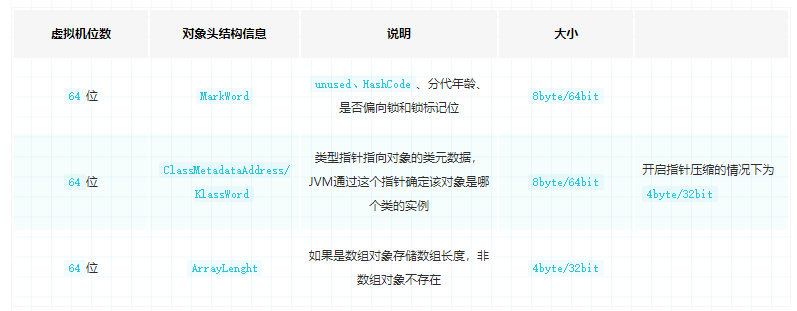 虚拟机位数 对象头结构信息 说明 大小
64 位 MarkWord unused、HashCode 、分代年龄、
是否偏向锁和锁标记位 8byte/64bit
64 位 ClassMetadataAddress/
KlassWord 类型指针指向对象的类元数据，
JVM通过这个指针确定该对象是哪
个类的实例 8byte/64bit 开启指针压缩的情况下为
4byte/32bit
64 位 ArrayLenght 如果是数组对象存储数组长度，非
数组对象不存在 4byte/32bit